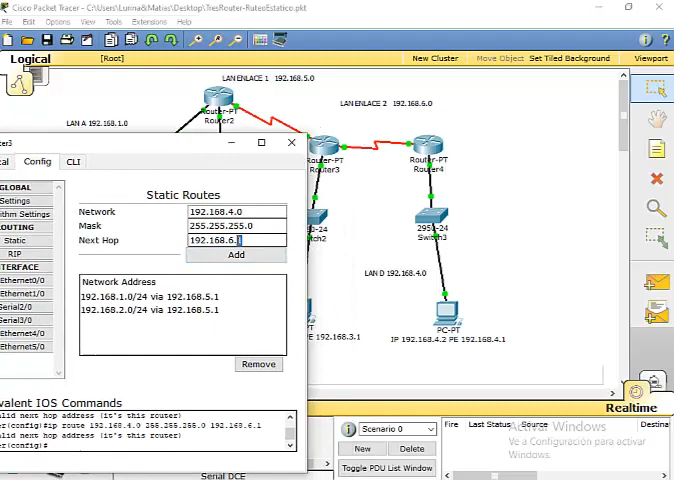 Cisco Packet Tracer - C:\Users\Lurina&Matias\Desktop\TresRouter-RuteoEstatico.pkt
File Edit Options View Tools Extensions Help
Logical [Root] New Cluster Move Object Set Tiled Background Viewport
LAN ENLACE 1 192.168.5.0
LAN ENLACE 2 192.168.6.0
Router-PT
Router2
LAN A 192.168.1.0
Router3
Config CLI
Router-PT
Router4
GLOBAL
Settings
Algorithm Settings
ROUTING
Static
RIP
INTERFACE
Ethernet0/0
Ethernet1/0
Serial2/0
Serial3/0
Ethernet4/0
Ethernet5/0
Static Routes
Network 192.168.4.0
Mask 255.255.255.0
Next Hop 192.168.6.1
Add
Network Address
192.168.1.0/24 via 192.168.5.1
192.168.2.0/24 via 192.168.5.1
Remove
2950-24
Switch3
LAN D 192.168.4.0
PC-PT
PE 192.168.3.1
IP 192.168.4.2 PE 192.168.4.1
Equivalent IOS Commands
alid next hop address (it's this router)
er(config)#ip route 192.168.4.0 255.255.255.0 192.168.6.1
alid next hop address (it's this router)
er(config)#
Realtime
Scenario 0
New Delete
Toggle PDU List Window
Fire Last Status Source Destina
Activar Windows
Ve a Configuración para activar
Windows.
Serial DCE